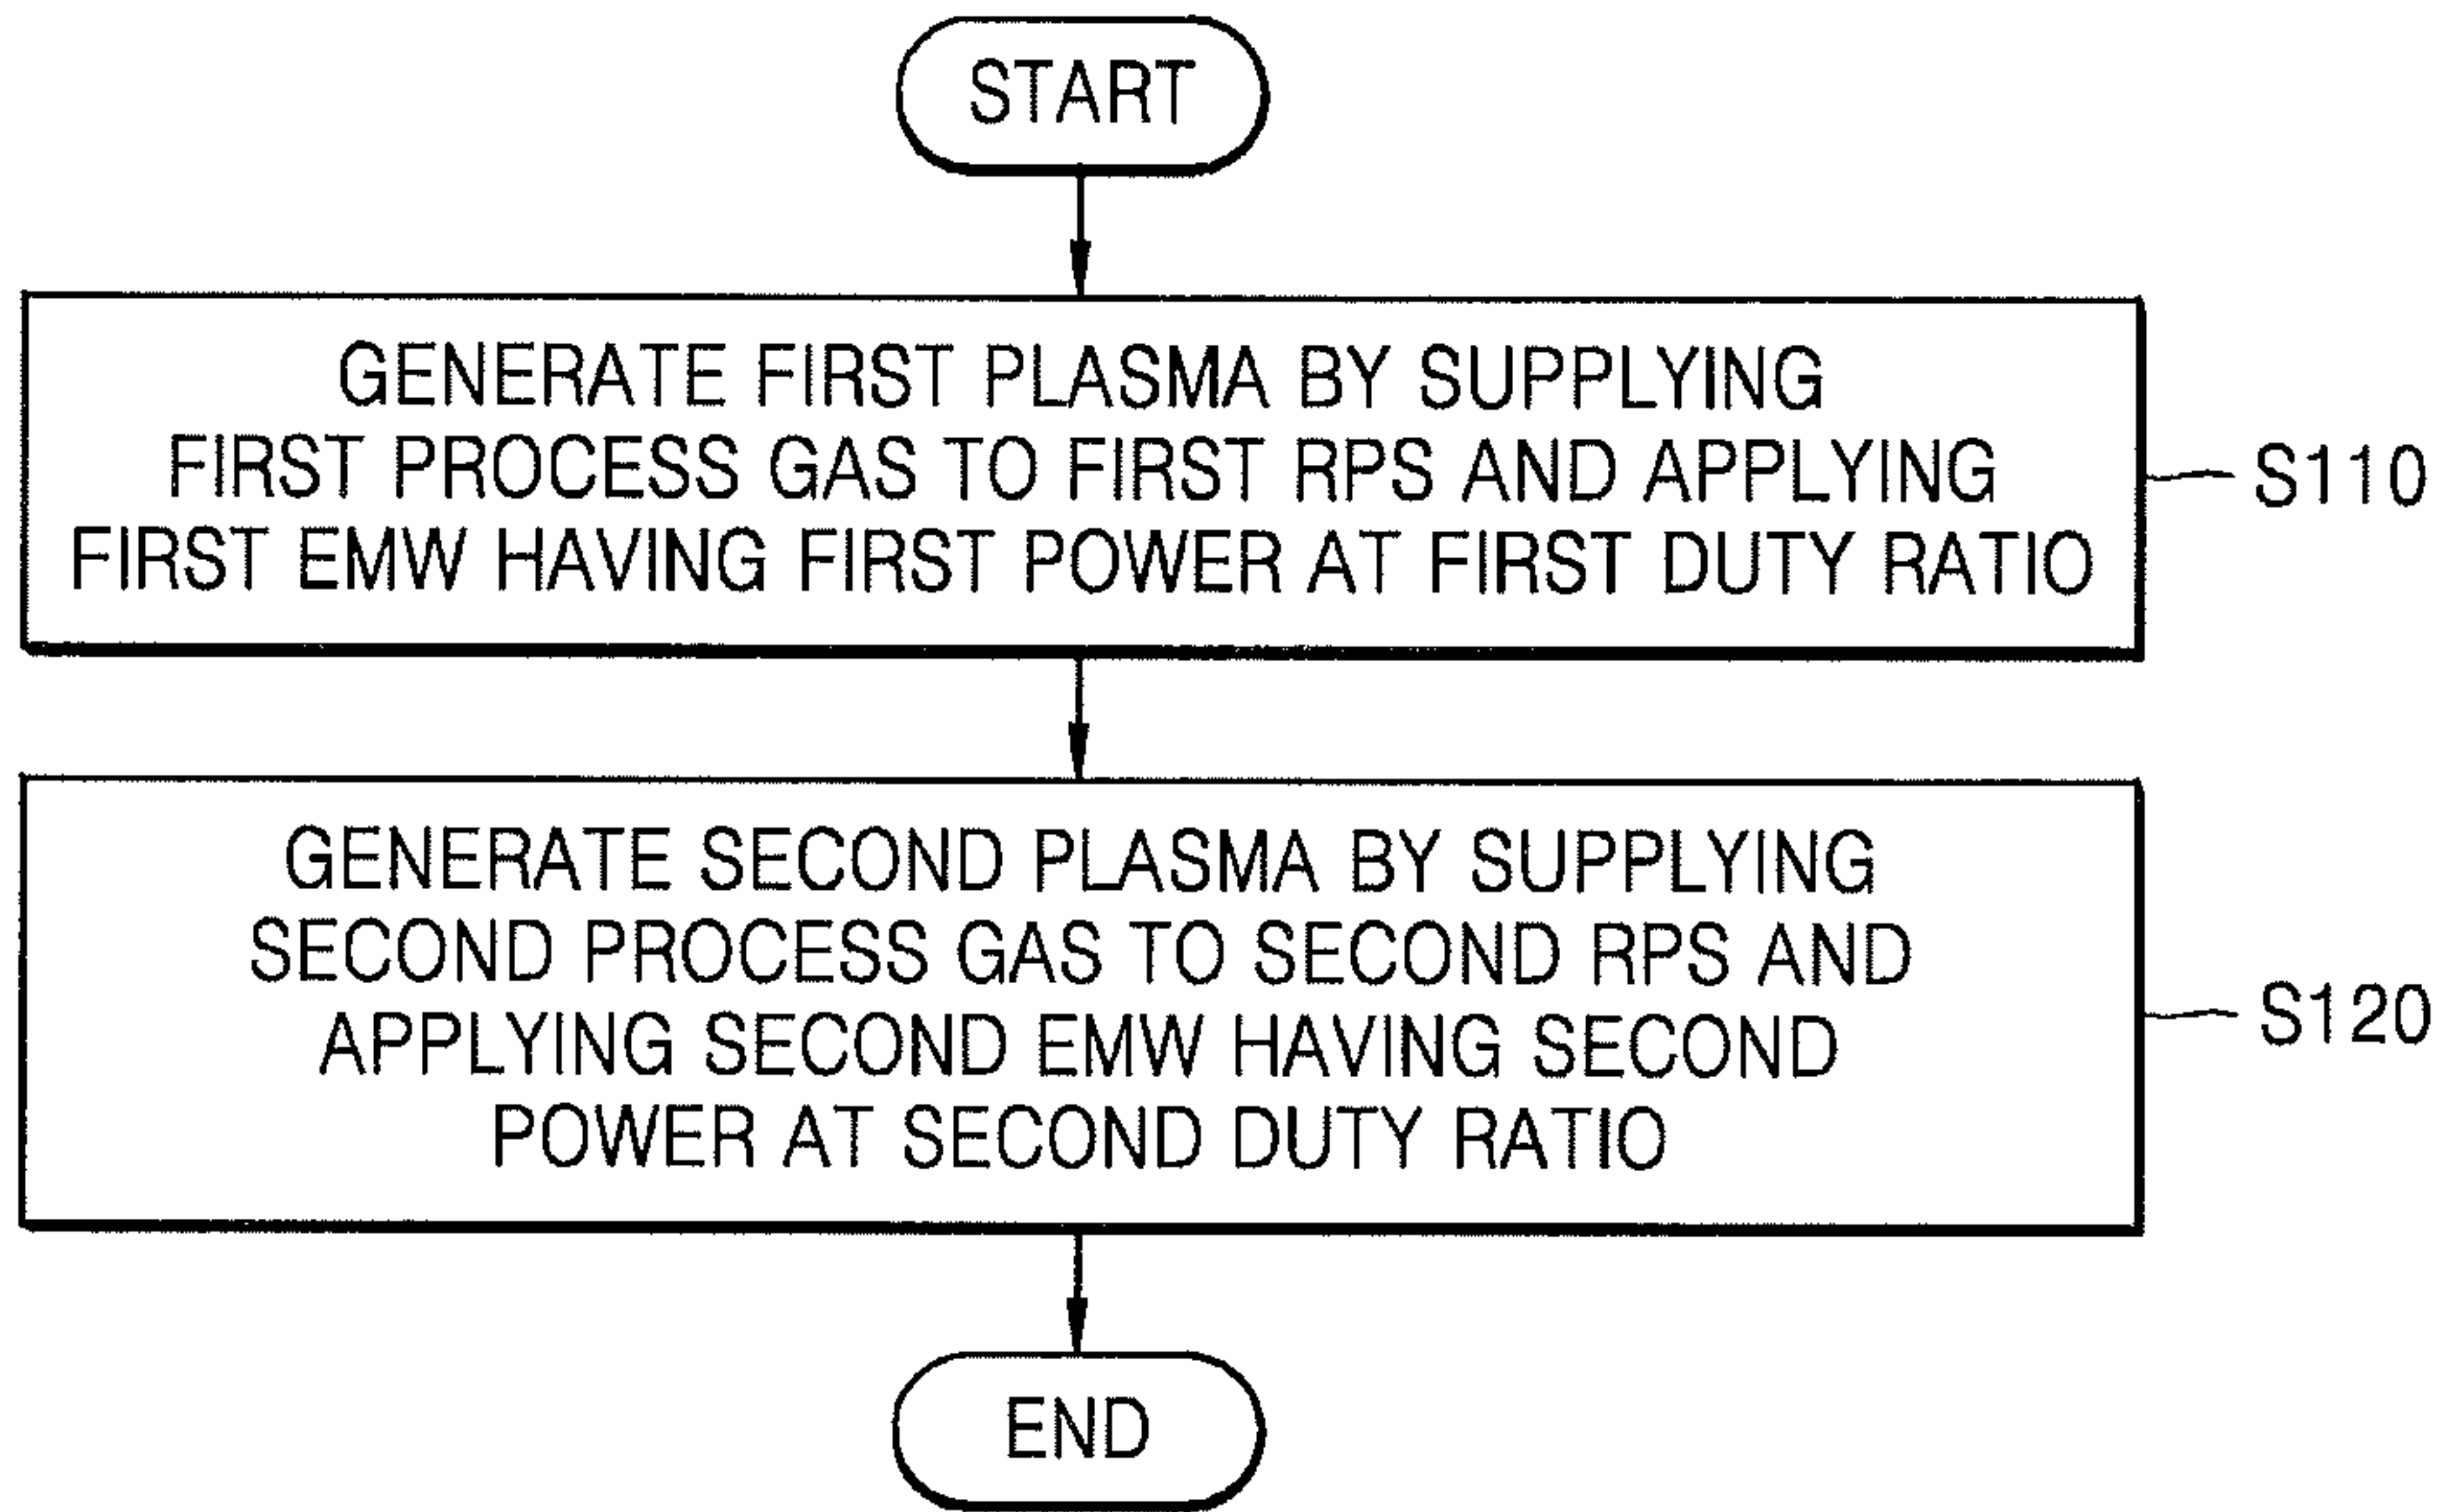 START
GENERATE FIRST PLASMA BY SUPPLYING
FIRST PROCESS GAS TO FIRST RPS AND APPLYING
FIRST EMW HAVING FIRST POWER AT FIRST DUTY RATIO
S110
GENERATE SECOND PLASMA BY SUPPLYING
SECOND PROCESS GAS TO SECOND RPS AND
APPLYING SECOND EMW HAVING SECOND
POWER AT SECOND DUTY RATIO
S120
END